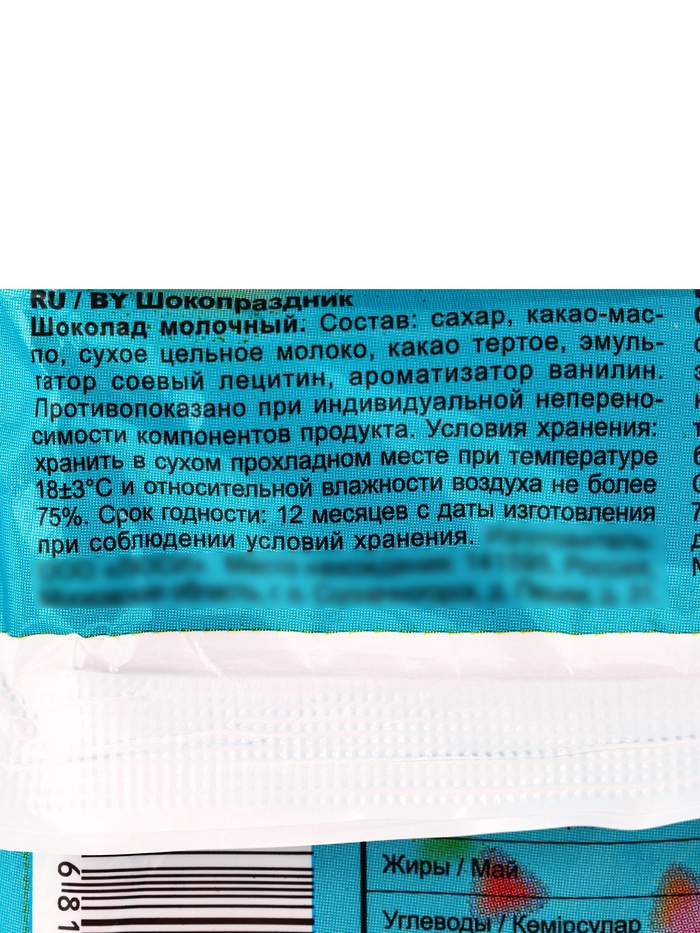 RU / BY Шокопраздник
Шоколад молочный. Состав: сахар, какао-мас-
ло, сухое цельное молоко, какао тертое, эмуль-
гатор соевый лецитин, ароматизатор ванилин.
Противопоказано при индивидуальной неперено-
симости компонентов продукта. Условия хранения:
хранить в сухом прохладном месте при температуре
18±3°С и относительной влажности воздуха не более
75%. Срок годности: 12 месяцев с даты изготовления
при соблюдении условий хранения.
681
Жиры / Май
Углеводы / Көмірсулар